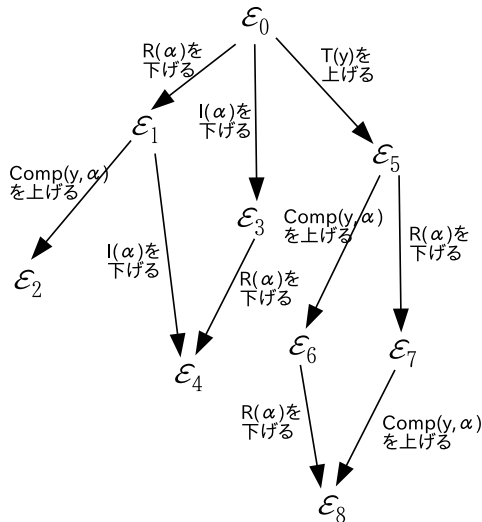 ℰ0
R(α)を
下げる
I(α)を
下げる
T(y)を
上げる
ℰ1
ℰ5
Comp(y,α)
を上げる
I(α)を
下げる
ℰ3
Comp(y,α)
を上げる
R(α)を
下げる
ℰ2
R(α)を
下げる
ℰ4
ℰ6
ℰ7
R(α)を
下げる
Comp(y,α)
を上げる
ℰ8